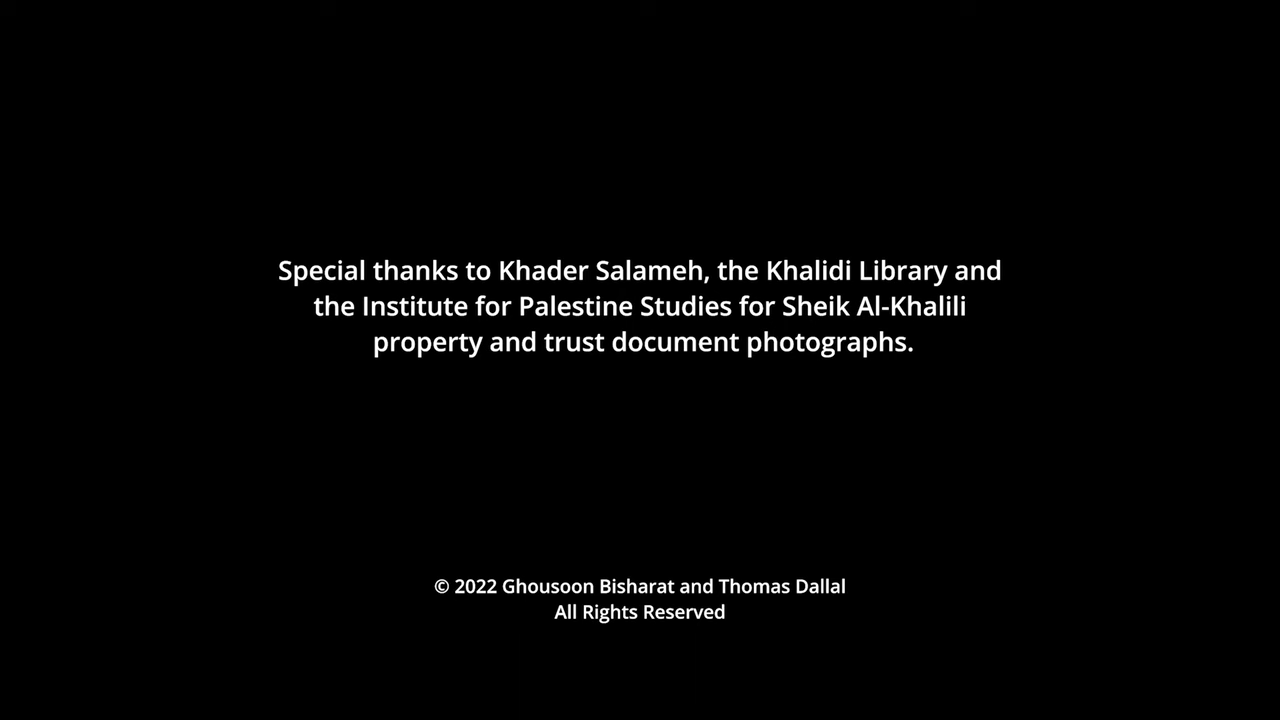 Special thanks to Khader Salameh, the Khalidi Library and
the Institute for Palestine Studies for Sheik Al-Khalili
property and trust document photographs.
© 2022 Ghousoon Bisharat and Thomas Dallal
All Rights Reserved